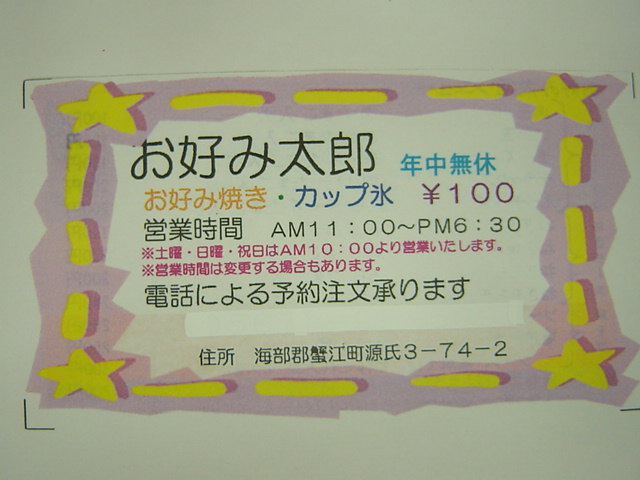 お好み太郎 年中無休
お好み焼き・カップ氷 ￥１００
営業時間 ＡＭ１１：００～ＰＭ６：３０
※土曜・日曜・祝日はＡＭ１０：００より営業いたします。
※営業時間は変更する場合もあります。
電話による予約注文承ります
住所 海部郡蟹江町源氏３－７４－２